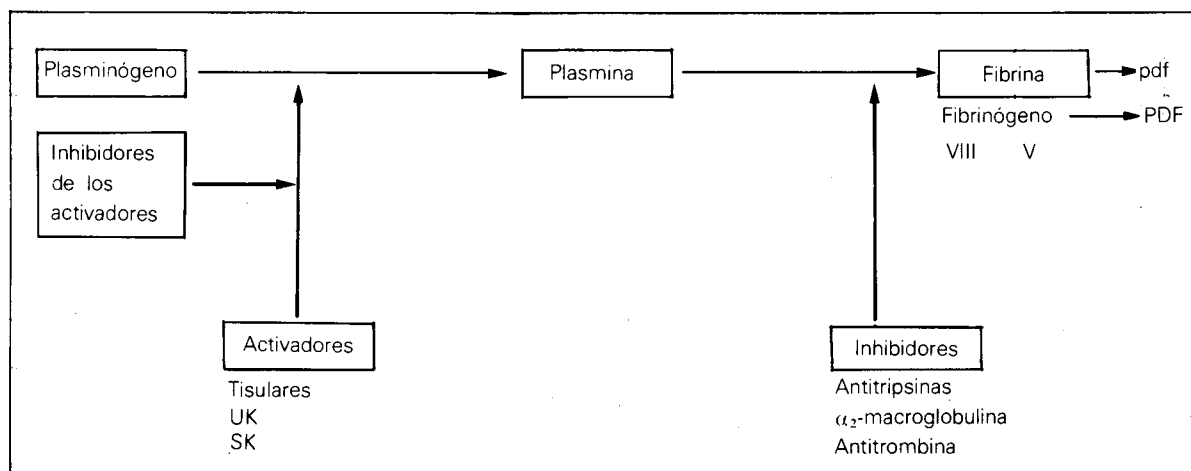 Plasminógeno
Plasmina
Fibrina
pdf
Fibrinógeno
PDF
VIII V
Inhibidores
de los
activadores
Activadores
Tisulares
UK
SK
Inhibidores
Antitripsinas
α₂-macroglobulina
Antitrombina